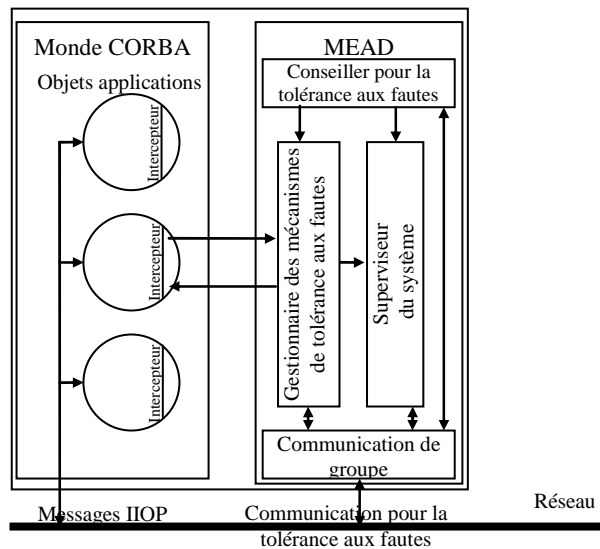 Monde CORBA
Objets applications
Intercepteur
Intercepteur
Intercepteur
MEAD
Conseiller pour la
tolérance aux fautes
Gestionnaire des mécanismes
de tolérance aux fautes
Superviseur
du système
Communication de
groupe
Messages IIOP
Communication pour la
tolérance aux fautes
Réseau